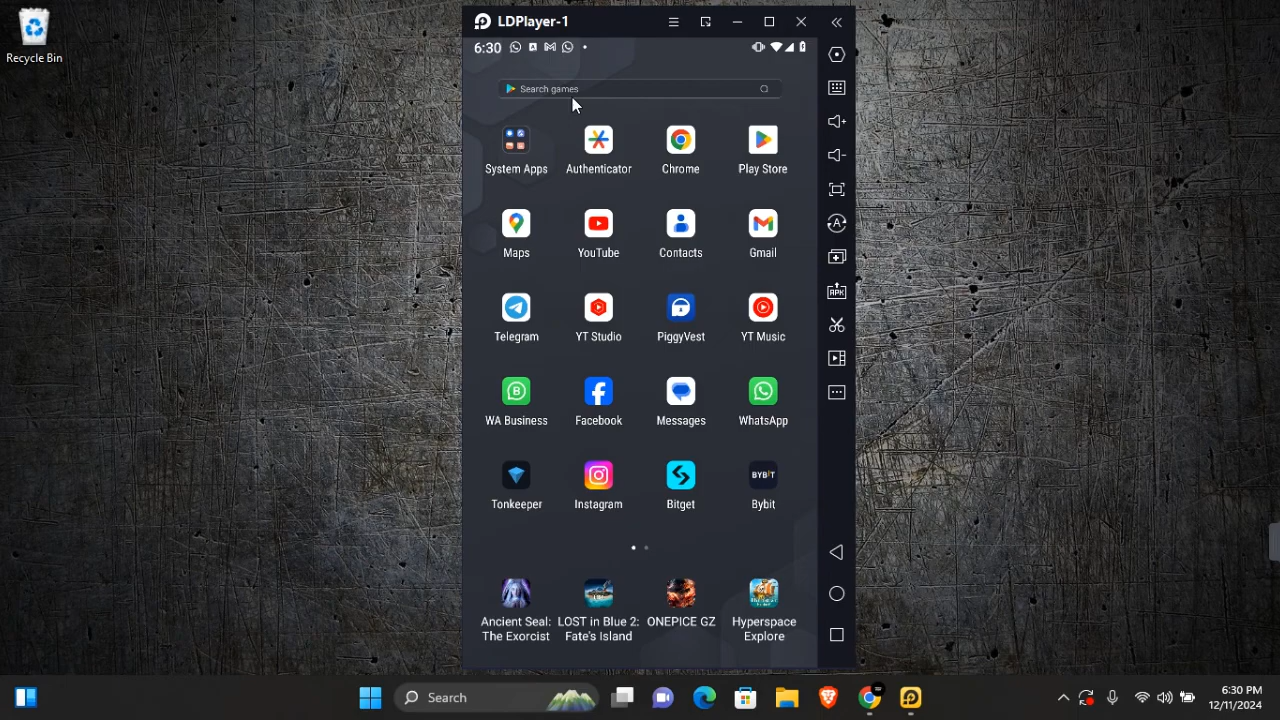 Recycle Bin
LDPlayer-1
6:30
Search games
System Apps
Authenticator
Chrome
Play Store
Maps
YouTube
Contacts
Gmail
Telegram
YT Studio
PiggyVest
YT Music
WA Business
Facebook
Messages
BYBIT
WhatsApp
Tonkeeper
Instagram
Bitget
Bybit
Ancient Seal:
The Exorcist
LOST in Blue 2:
Fate's Island
ONEPICE GZ
Hyperspace
Explore
APK
Search
6:30 PM
12/11/2024